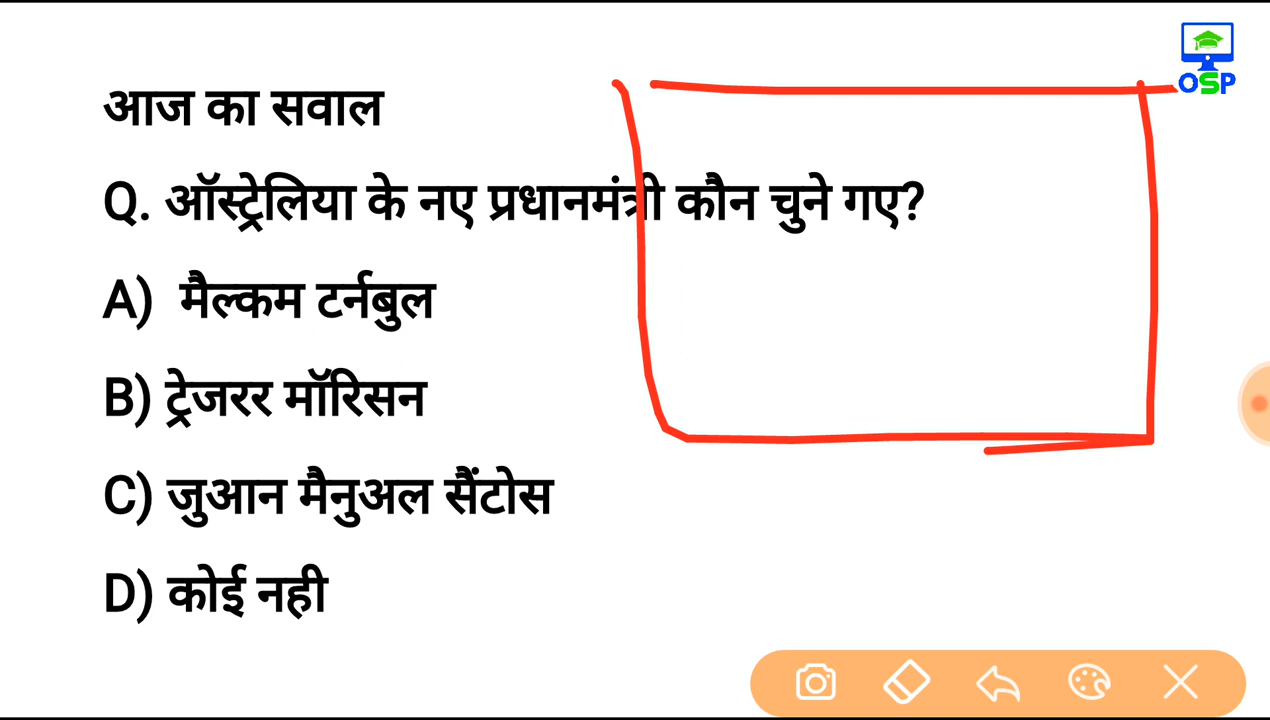 OSP
आज का सवाल
Q. ऑस्ट्रेलिया के नए प्रधानमंत्री कौन चुने गए?
A) मैल्कम टर्नबुल
B) ट्रेजरर मॉरिसन
C) जुआन मैनुअल सैंटोस
D) कोई नही